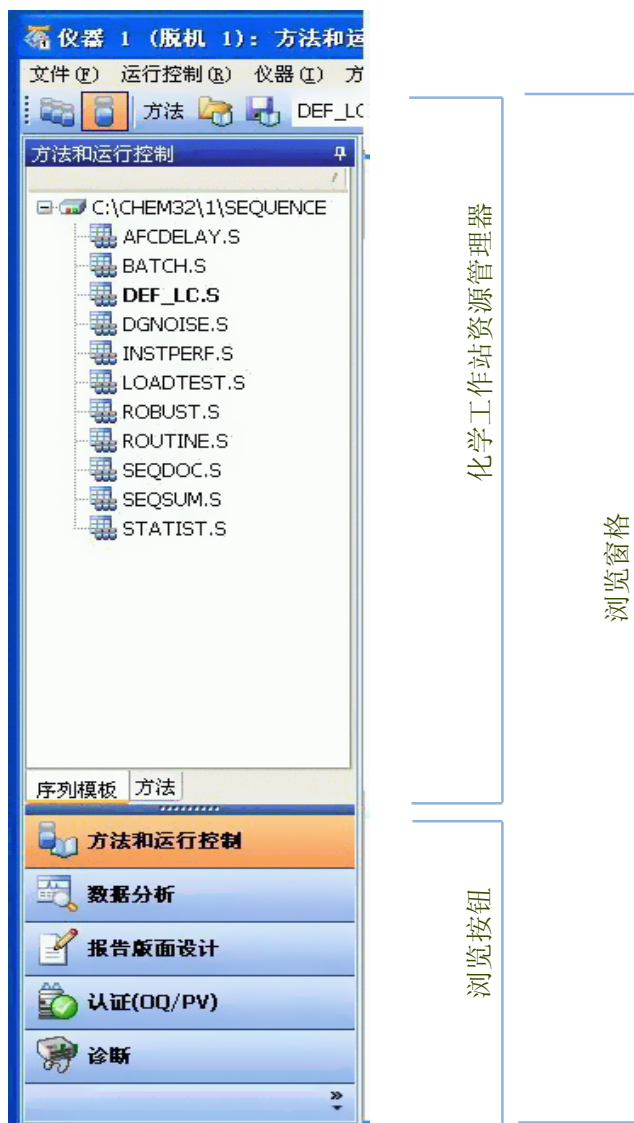 仪器 1 (脱机 1): 方法和运
文件(F) 运行控制(R) 仪器(I) 方
方法 DEF_LC
方法和运行控制
C:\CHEM32\1\SEQUENCE
AFCDELAY.S
BATCH.S
DEF_LC.S
DGNOISE.S
INSTPERF.S
LOADTEST.S
ROBUST.S
ROUTINE.S
SEQDOC.S
SEQSUM.S
STATIST.S
序列模板 方法
方法和运行控制
数据分析
报告版面设计
认证(OQ/PV)
诊断
化学工作站资源管理器
浏览按钮
浏览窗格